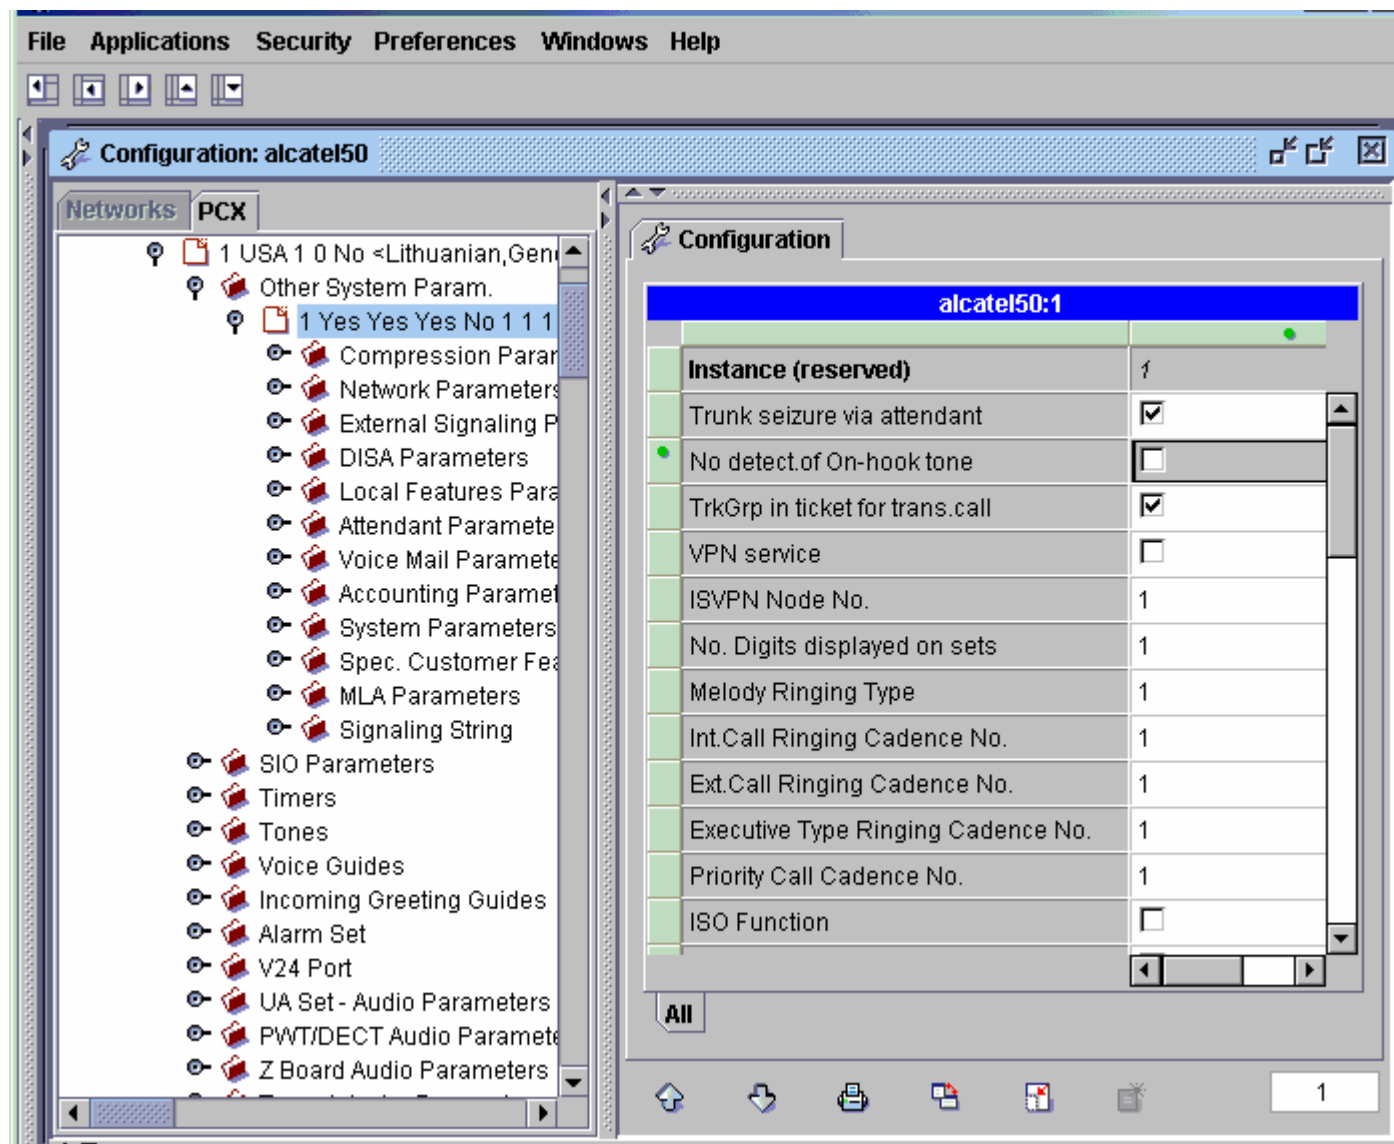 File Applications Security Preferences Windows Help
Configuration: alcatel50
Networks PCX
1 USA 1 0 No <Lithuanian,Gen
Other System Param.
1 Yes Yes Yes No 1 1 1
Compression Parar
Network Parameters
External Signaling P
DISA Parameters
Local Features Para
Attendant Paramete
Voice Mail Paramete
Accounting Paramet
System Parameters
Spec. Customer Fea
MLA Parameters
Signaling String
SIO Parameters
Timers
Tones
Voice Guides
Incoming Greeting Guides
Alarm Set
V24 Port
UA Set - Audio Parameters
PWT/DECT Audio Paramete
Z Board Audio Parameters
Configuration
alcatel50:1
Instance (reserved) 1
Trunk seizure via attendant
No detect.of On-hook tone
TrkGrp in ticket for trans.call
VPN service
ISVPN Node No. 1
No. Digits displayed on sets 1
Melody Ringing Type 1
Int.Call Ringing Cadence No. 1
Ext.Call Ringing Cadence No. 1
Executive Type Ringing Cadence No. 1
Priority Call Cadence No. 1
ISO Function
All
1